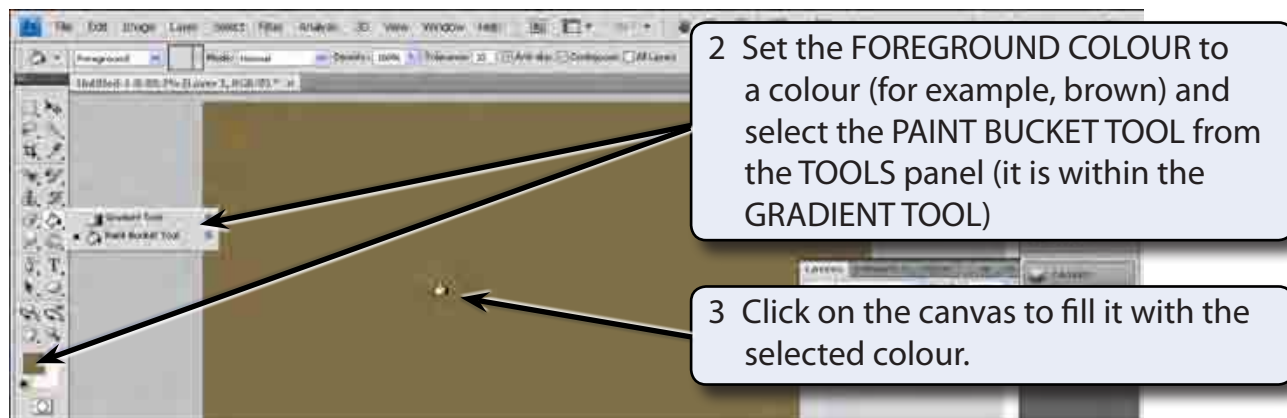 File Edit Image Layer Select Filter Analysis 3D View Window Help
Foreground Mode: Normal Opacity: 100% Tolerance: Contiguous All Layers
2 Set the FOREGROUND COLOUR to
a colour (for example, brown) and
select the PAINT BUCKET TOOL from
the TOOLS panel (it is within the
GRADIENT TOOL)
Gradient Tool
Paint Bucket Tool
3 Click on the canvas to fill it with the
selected colour.